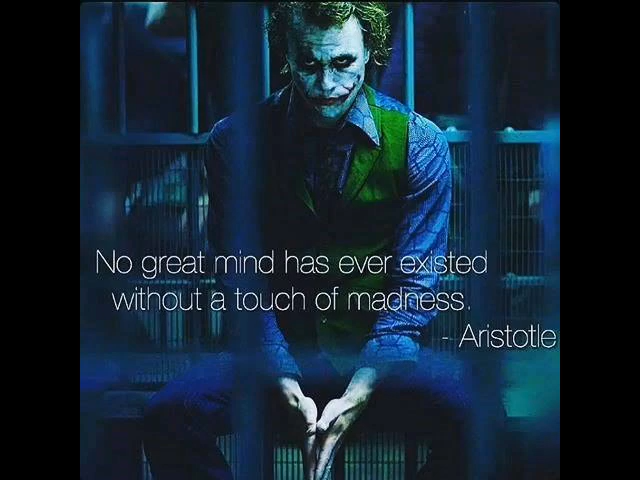 No great mind has ever existed
without a touch of madness.
- Aristotle